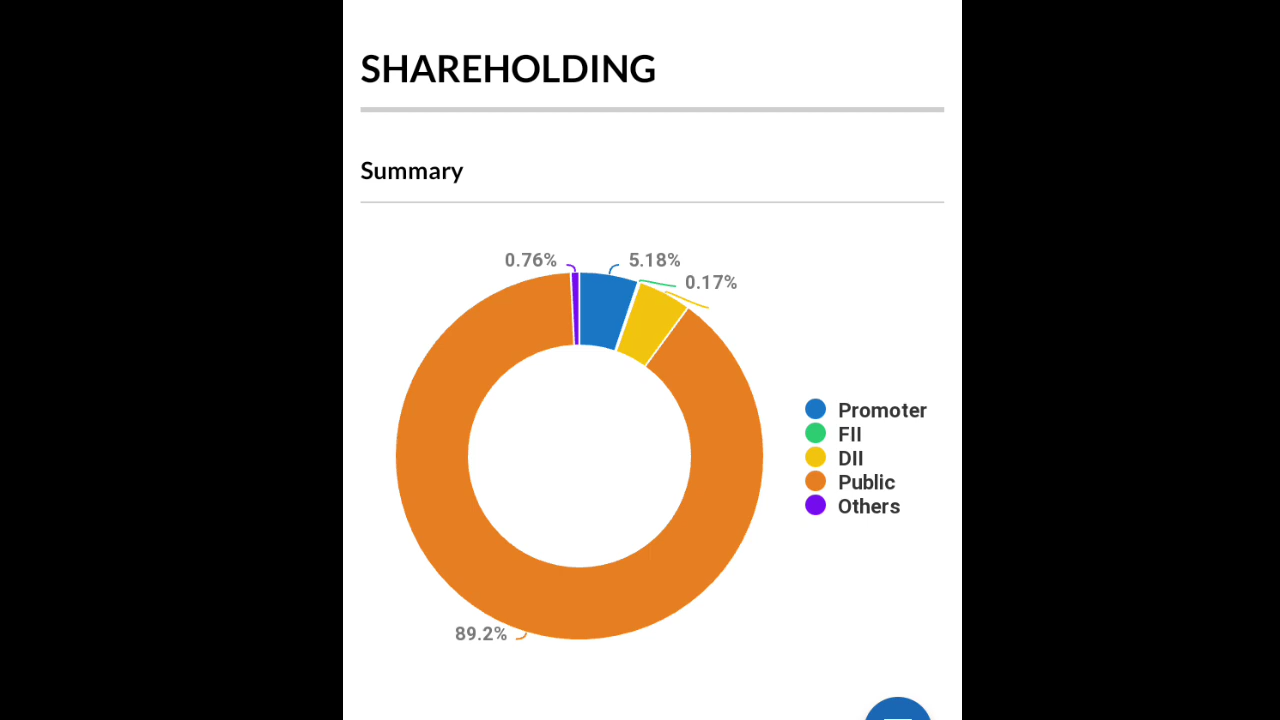 SHAREHOLDING
Summary
0.76%
5.18%
0.17%
Promoter
FII
DII
Public
Others
89.2%